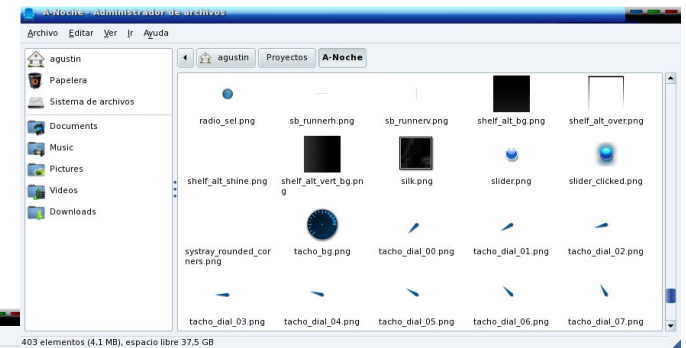 A-Noche - Administrador de archivos
Archivo Editar Ver Ir Ayuda
agustin
Papelera
Sistema de archivos
Documents
Music
Pictures
Videos
Downloads
agustin Proyectos A-Noche
radio_sel.png sb_runnerh.png sb_runnerv.png shelf_alt_bg.png shelf_alt_over.png
shelf_alt_shine.png shelf_alt_vert_bg.pn silk.png slider.png slider_clicked.png
g
systray_rounded_cor tacho_bg.png tacho_dial_00.png tacho_dial_01.png tacho_dial_02.png
ners.png
tacho_dial_03.png tacho_dial_04.png tacho_dial_05.png tacho_dial_06.png tacho_dial_07.png
403 elementos (4,1 MB), espacio libre 37,5 GB